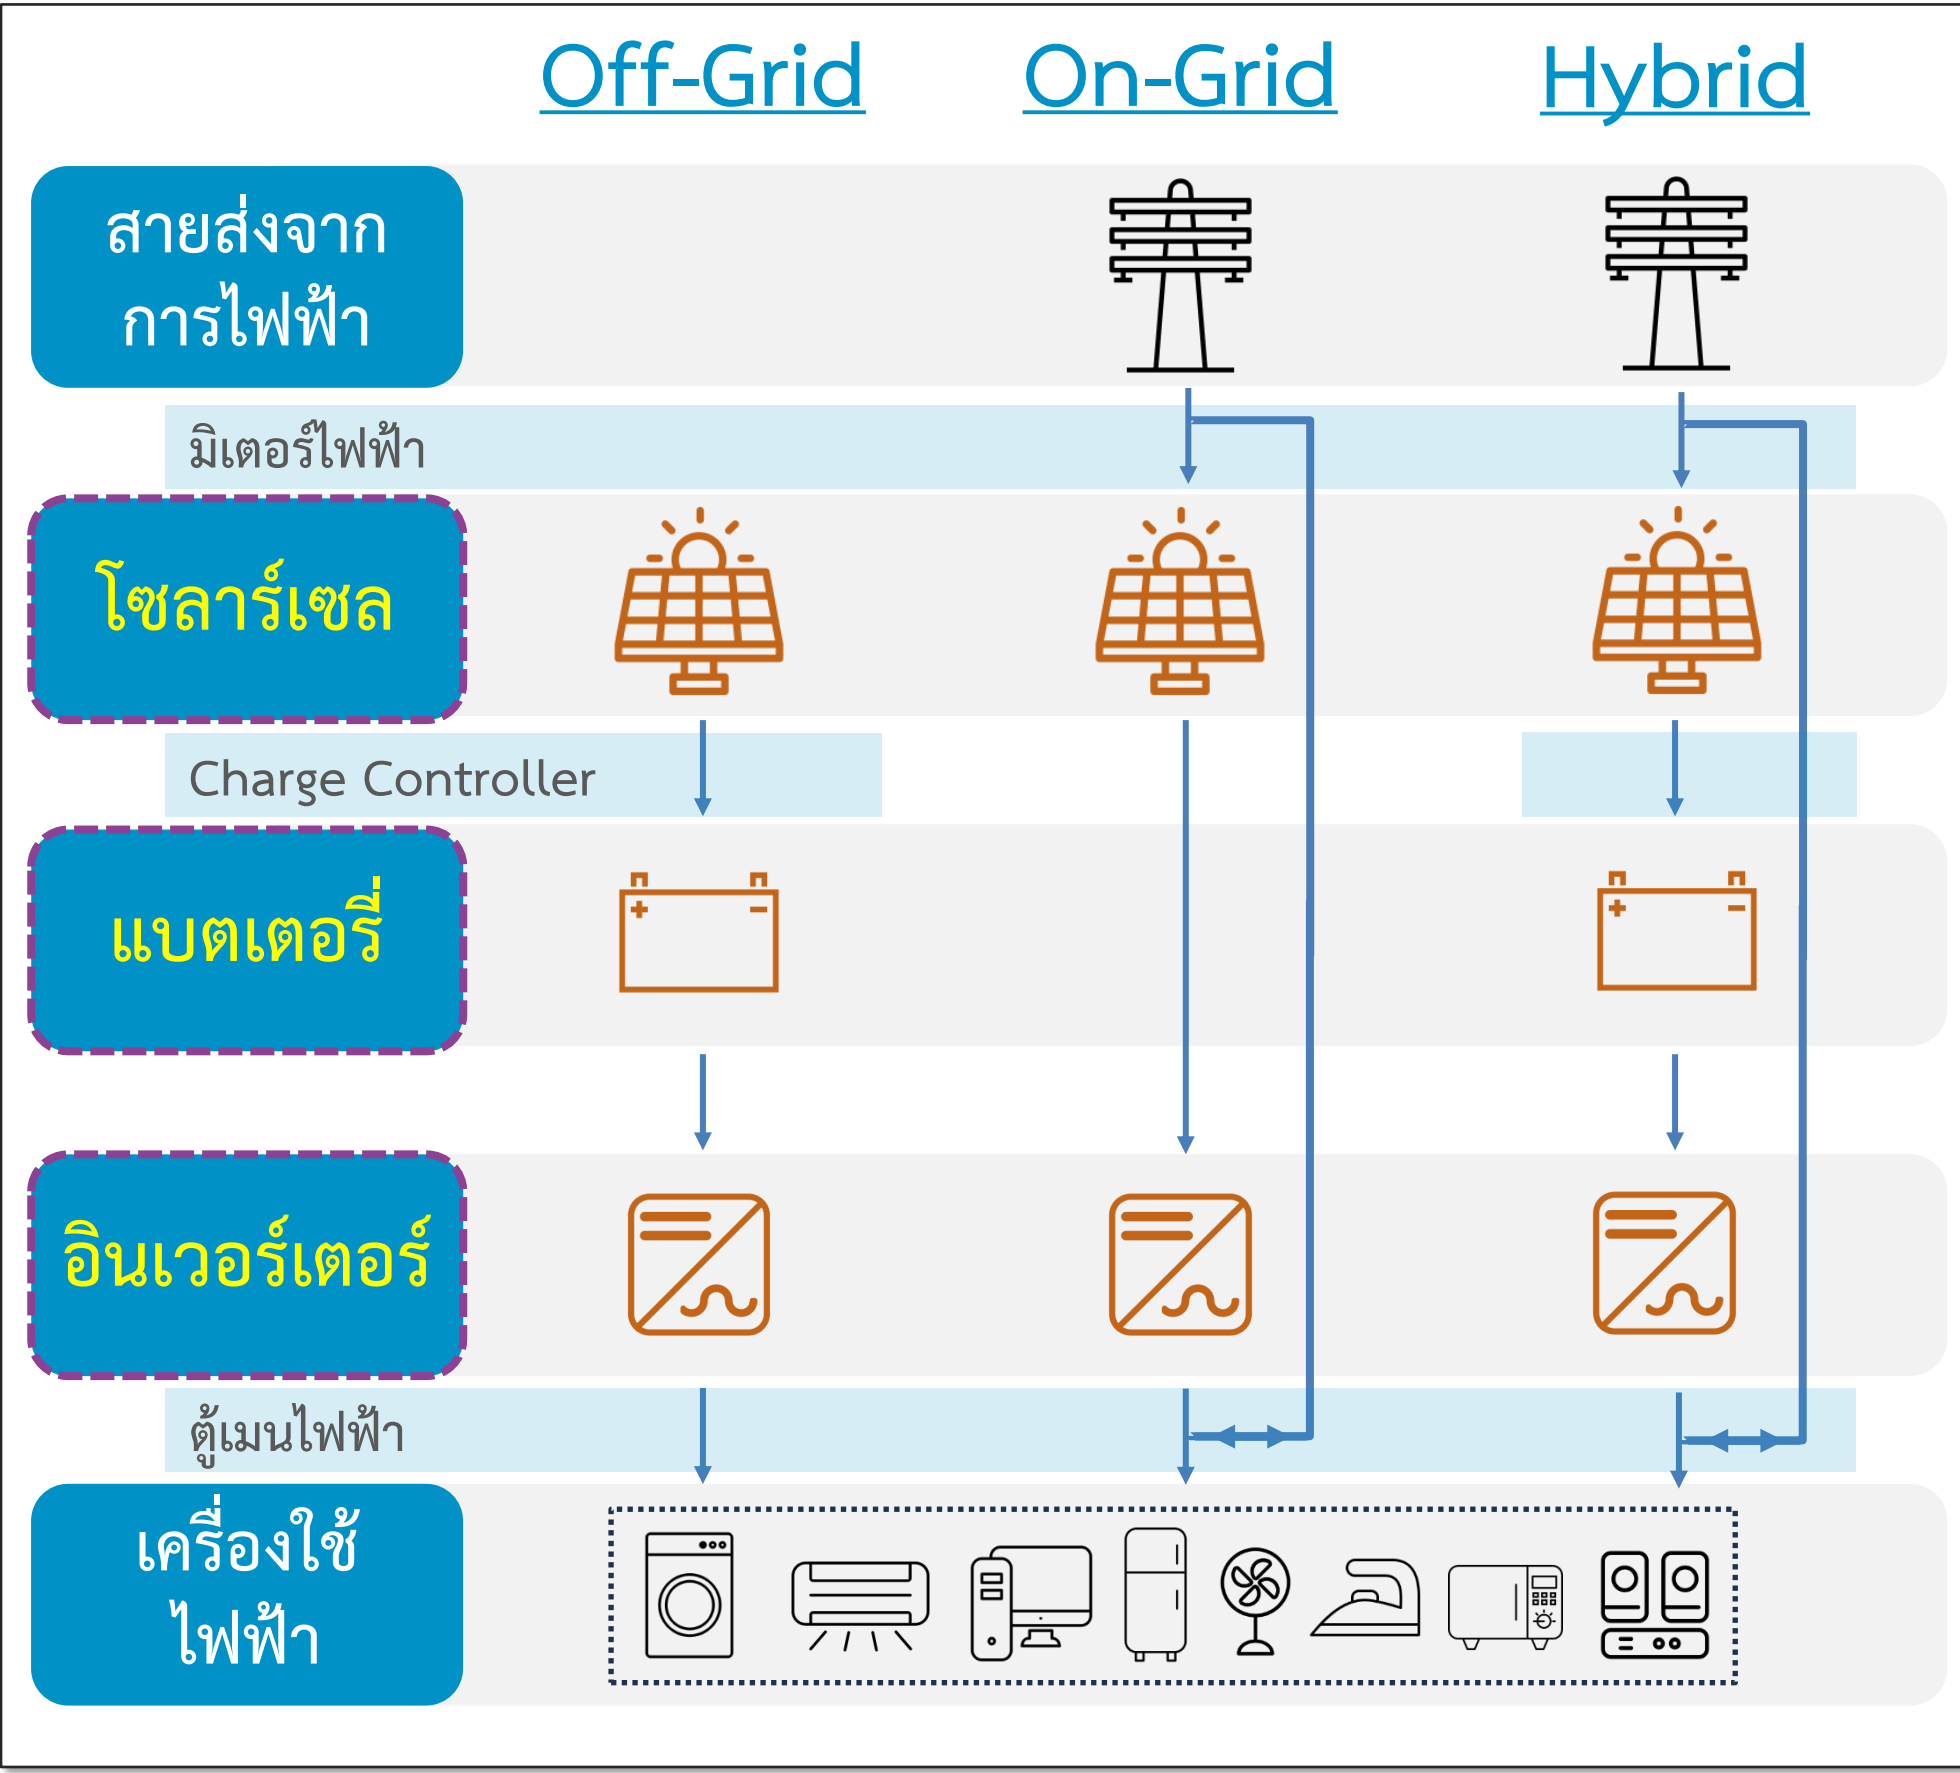 Off-Grid
On-Grid
Hybrid
สายส่งจาก
การไฟฟ้า
มิเตอร์ไฟฟ้า
โซลาร์เซล
Charge Controller
แบตเตอรี่
อินเวอร์เตอร์
ตู้เมนไฟฟ้า
เครื่องใช้
ไฟฟ้า